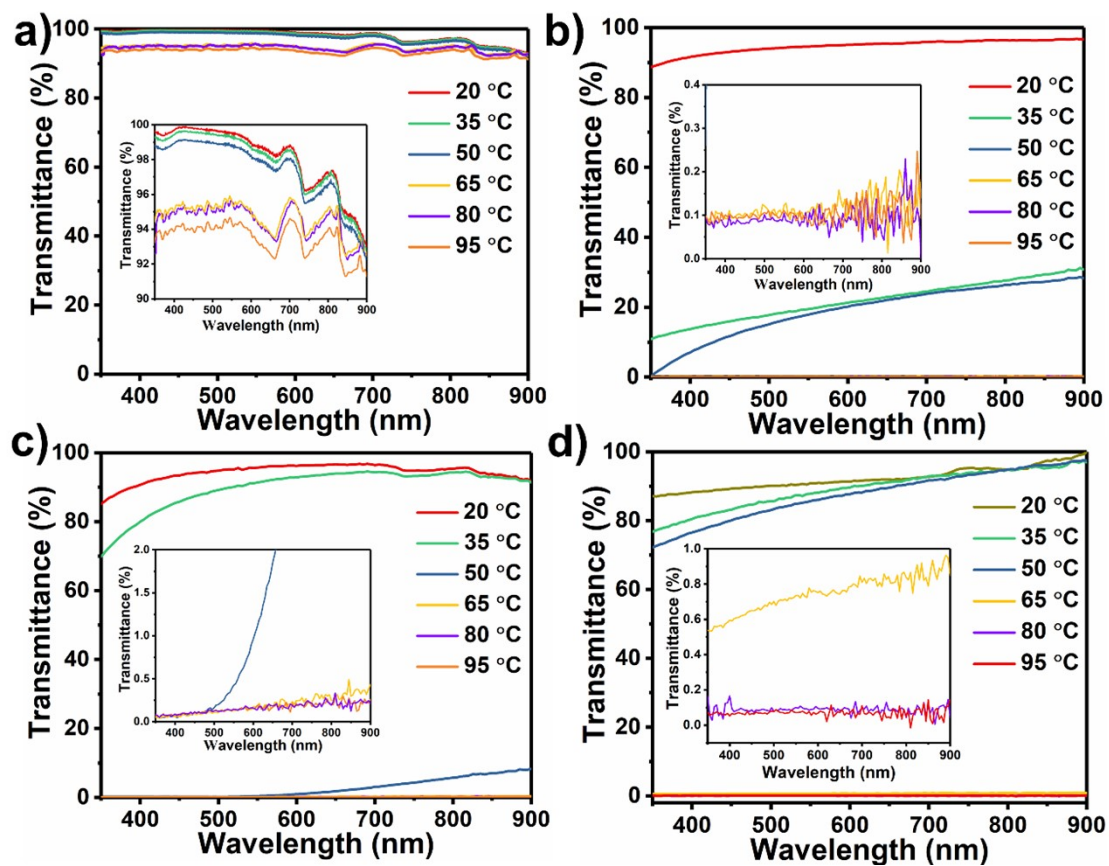 a)
Transmittance (%)
100
80
60
40
20
0
20 °C
35 °C
50 °C
65 °C
80 °C
95 °C
Transmittance (%)
100
98
96
94
92
90
400 500 600 700 800 900
Wavelength (nm)
400 500 600 700 800 900
Wavelength (nm)
b)
Transmittance (%)
100
80
60
40
20
0
20 °C
35 °C
50 °C
65 °C
80 °C
95 °C
Transmittance (%)
0.4
0.3
0.2
0.1
0.0
400 500 600 700 800 900
Wavelength (nm)
400 500 600 700 800 900
Wavelength (nm)
c)
Transmittance (%)
100
80
60
40
20
0
20 °C
35 °C
50 °C
65 °C
80 °C
95 °C
Transmittance (%)
2.0
1.5
1.0
0.5
0.0
400 500 600 700 800 900
Wavelength (nm)
400 500 600 700 800 900
Wavelength (nm)
d)
Transmittance (%)
100
80
60
40
20
0
20 °C
35 °C
50 °C
65 °C
80 °C
95 °C
Transmittance (%)
1.0
0.8
0.6
0.4
0.2
0.0
400 500 600 700 800 900
Wavelength (nm)
400 500 600 700 800 900
Wavelength (nm)